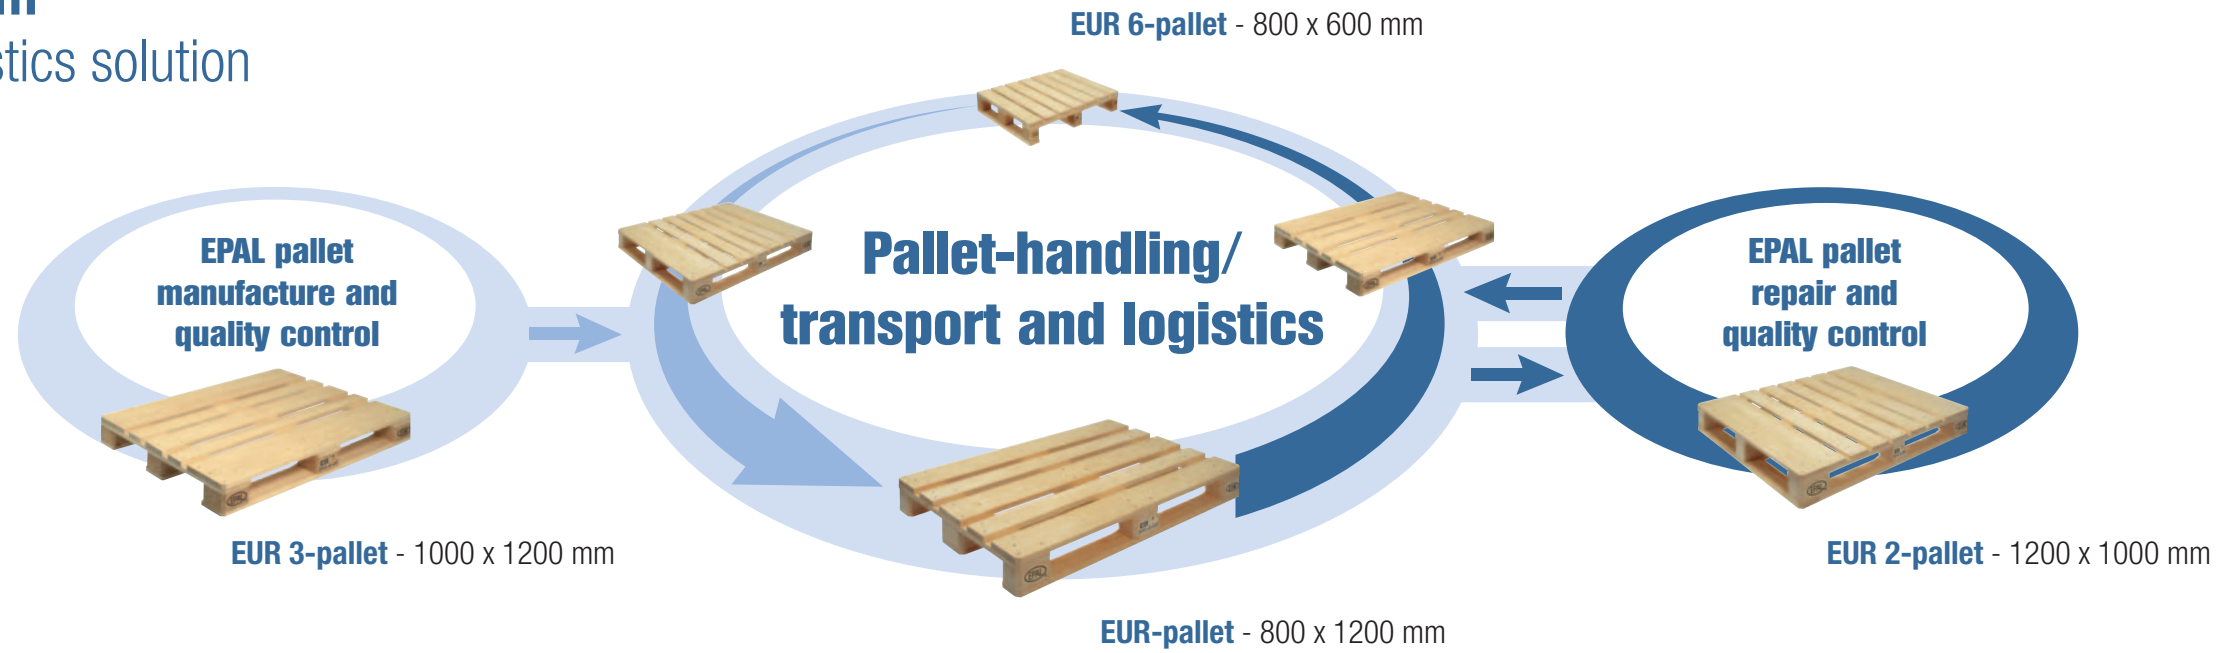 stics solution
EUR 6-pallet - 800 x 600 mm
EPAL pallet
manufacture and
quality control
Pallet-handling/
transport and logistics
EPAL pallet
repair and
quality control
EUR 3-pallet - 1000 x 1200 mm
EUR 2-pallet - 1200 x 1000 mm
EUR-pallet - 800 x 1200 mm
EPAL